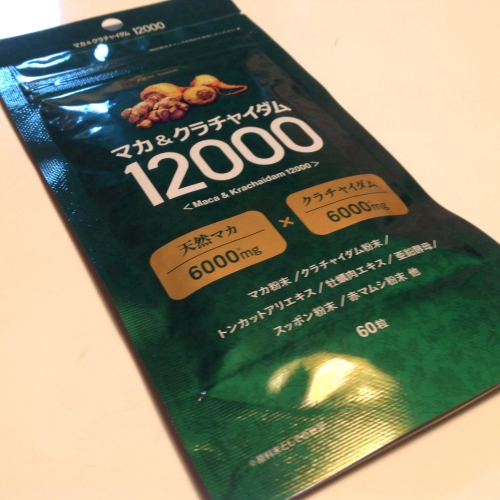 マカ&クラチャイダム 12000
マカ&クラチャイダム
12000
< Maca & Krachaidam 12000 >
天然マカ
6000mg
×
クラチャイダム
6000mg
マカ粉末 / クラチャイダム粉末 /
トンカットアリエキス / 牡蠣肉エキス / 亜鉛酵母 /
スッポン粉末 / 赤マムシ粉末 他
60粒